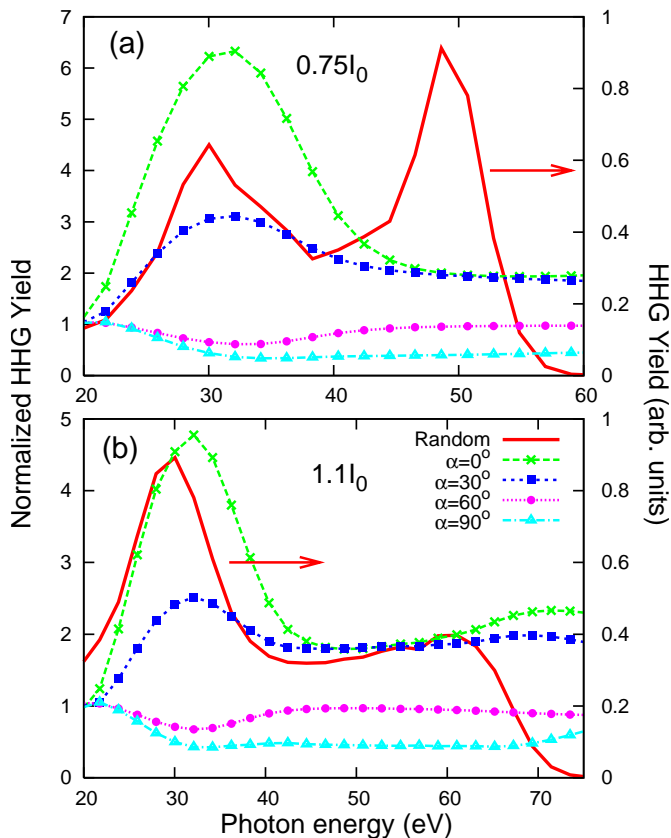 (a)
0.75I₀
7
6
5
4
3
2
1
0
1
0.8
0.6
0.4
0.2
0
20 30 40 50 60
Normalized HHG Yield
HHG Yield (arb. units)
(b)
1.1I₀
Random
α=0°
α=30°
α=60°
α=90°
5
4
3
2
1
0
1
0.8
0.6
0.4
0.2
0
20 30 40 50 60 70
Photon energy (eV)